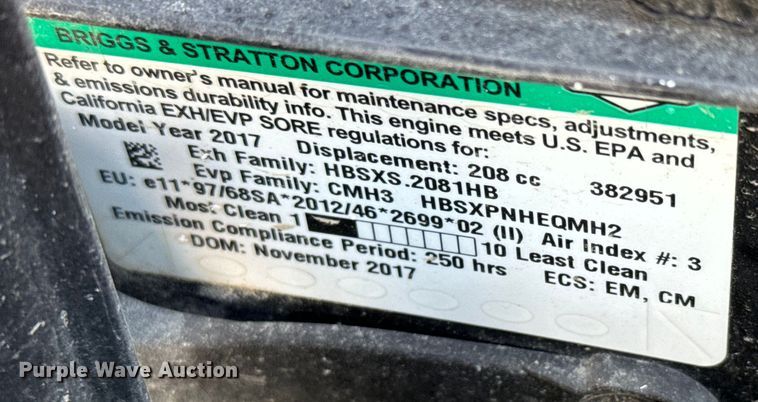 BRIGGS & STRATTON CORPORATION
Refer to owner's manual for maintenance specs, adjustments,
& emissions durability info. This engine meets U.S. EPA and
California EXH/EVP SORE regulations for:
Model Year 2017 Displacement: 208 cc 382951
Exh Family: HBSXS.2081HB
Evp Family: CMH3 HBSXPNHEQMH2
EU: e11*97/68SA*2012/46*2699*02 (II) Air Index #: 3
Most Clean 1 10 Least Clean
Emission Compliance Period: 250 hrs ECS: EM, CM
DOM: November 2017
Purple Wave Auction